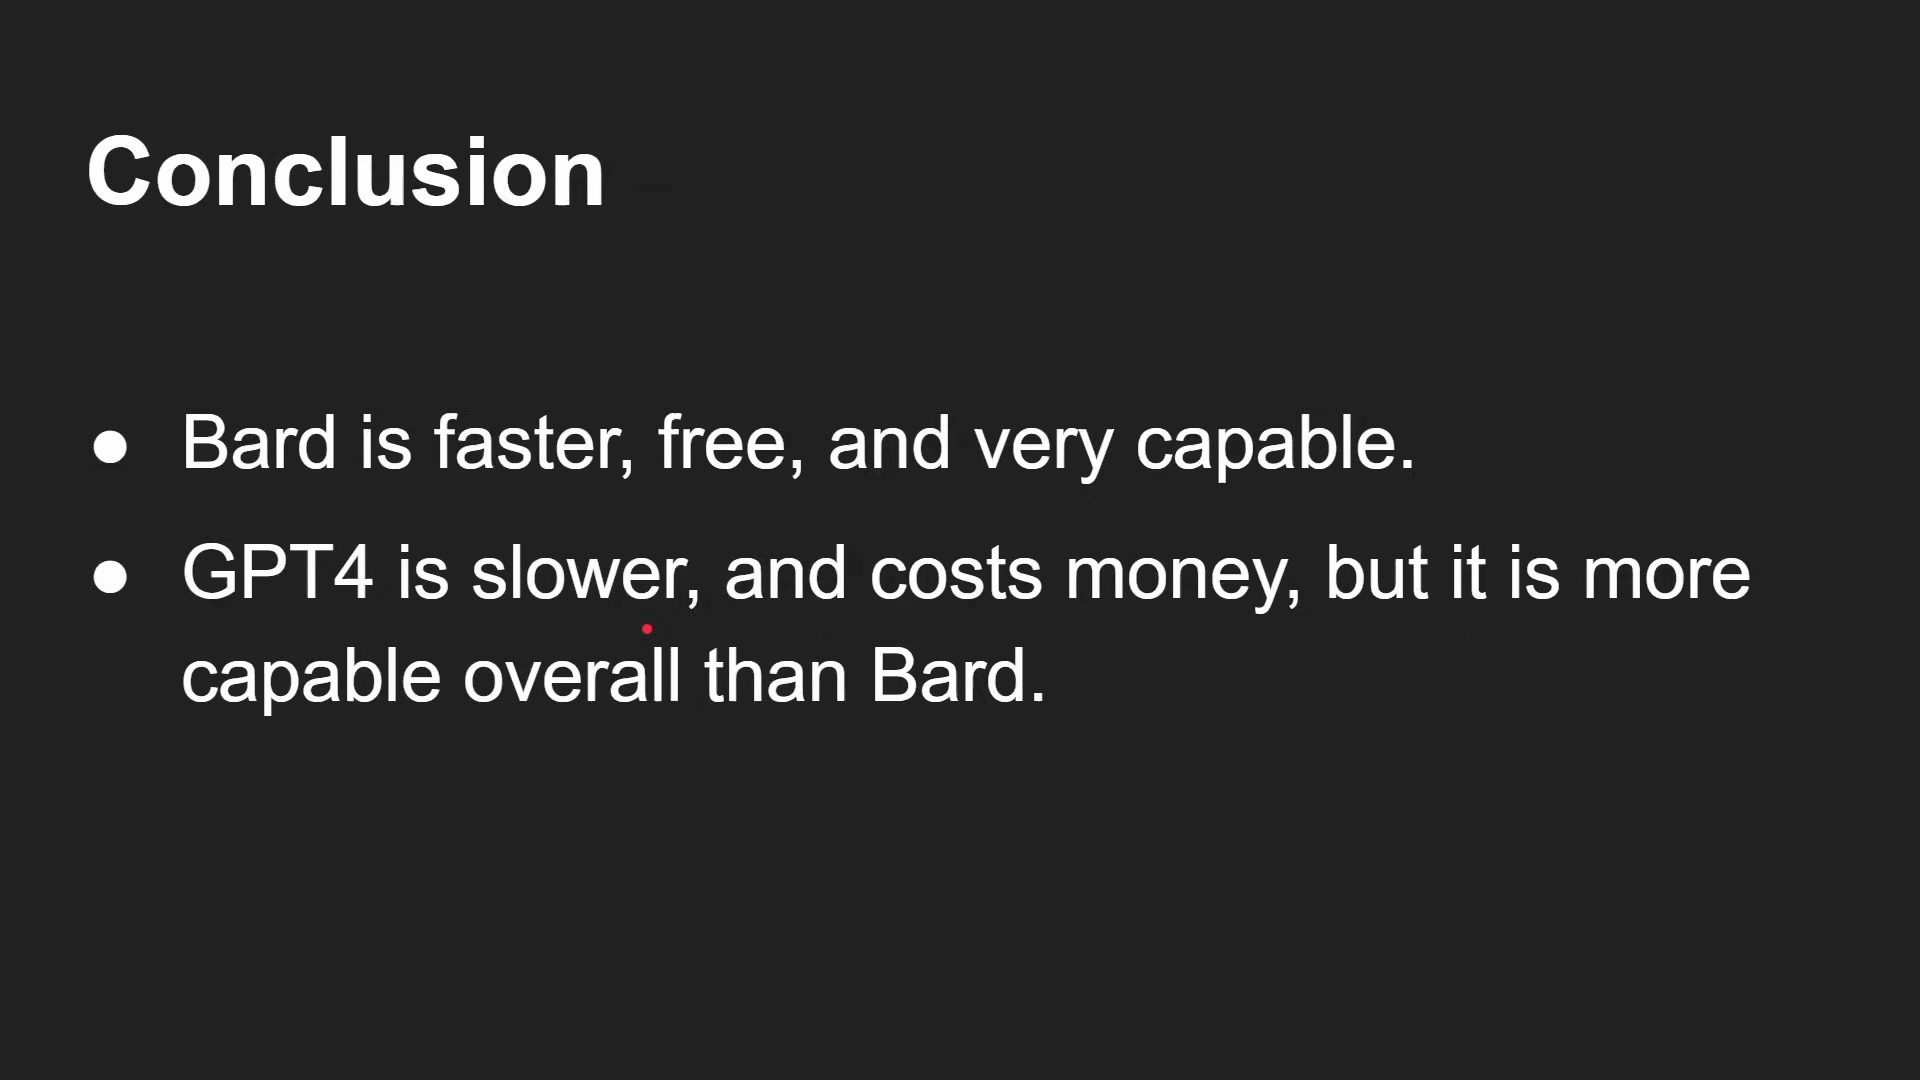 Conclusion
● Bard is faster, free, and very capable.
● GPT4 is slower, and costs money, but it is more
capable overall than Bard.